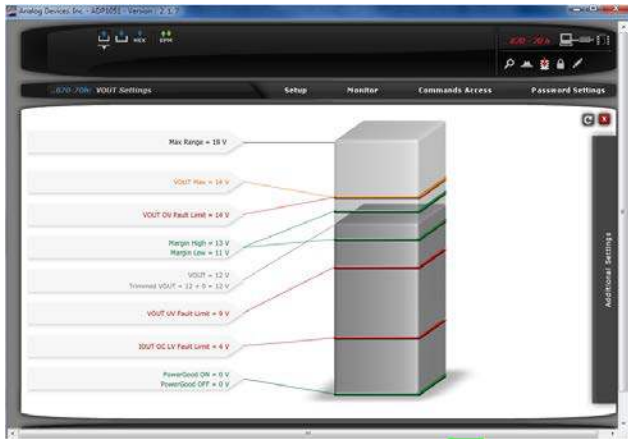 Analog Devices Inc. - ADP1051 - Version : 2.1.7
HEX
EPR
VOUT Settings
Setup
Monitor
Commands Access
Password Settings
Max Range = 18 V
VOUT Max = 14 V
VOUT OV Fault Limit = 14 V
Margin High = 13 V
Margin Low = 11 V
VOUT = 12 V
Trimmed VOUT = 12 + 0 = 12 V
VOUT UV Fault Limit = 9 V
IOUT OC LV Fault Limit = 4 V
PowerGood ON = 0 V
PowerGood OFF = 0 V
Additional Settings